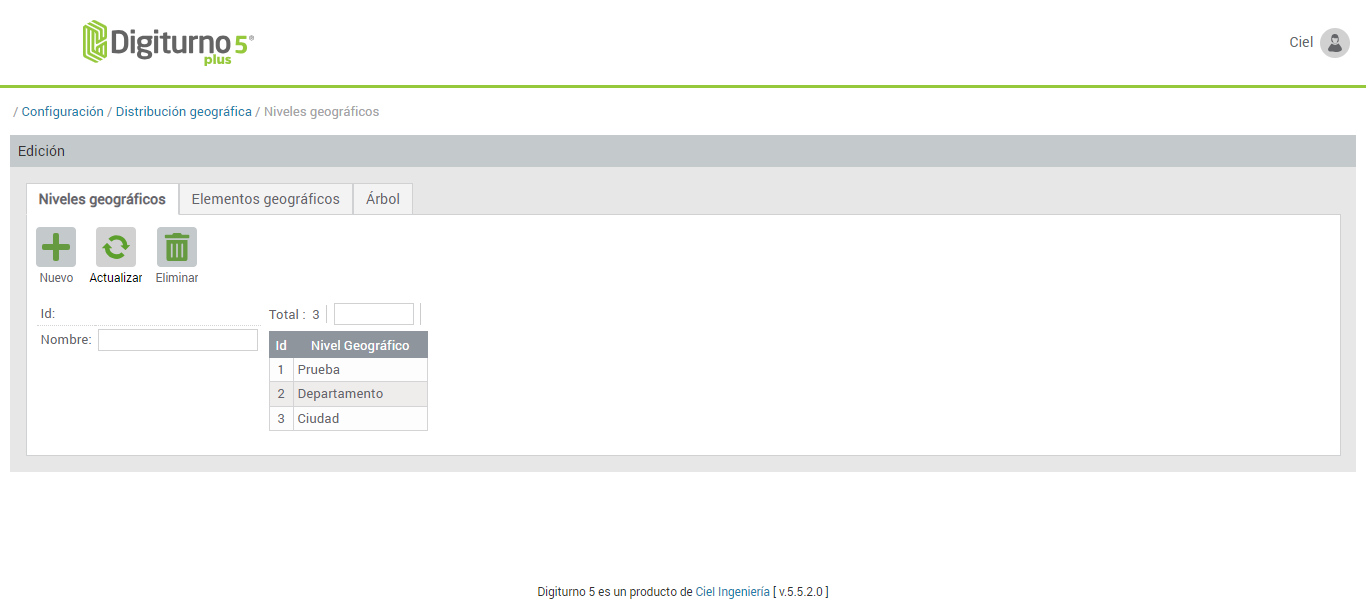 Digiturno 5®
plus
Ciel
/ Configuración / Distribución geográfica / Niveles geográficos
Edición
Niveles geográficos Elementos geográficos Árbol
Nuevo Actualizar Eliminar
Id:
Nombre:
Total : 3
Id Nivel Geográfico
1 Prueba
2 Departamento
3 Ciudad
Digiturno 5 es un producto de Ciel Ingeniería [ v.5.5.2.0 ]